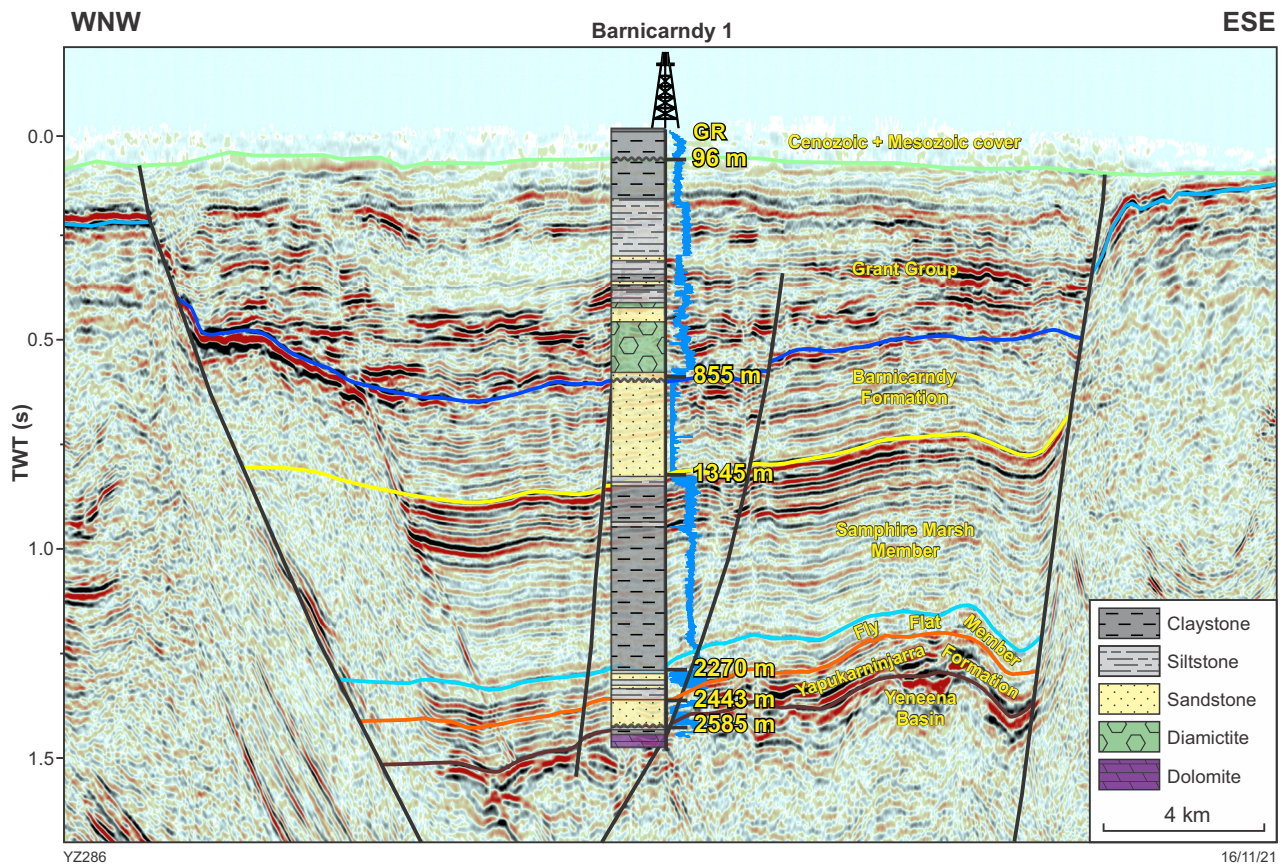 WNW
ESE
Barnicarndy 1
0.0
0.5
1.0
1.5
TWT (s)
GR
96 m
Cenozoic + Mesozoic cover
Grant Group
855 m
Barnicarndy
Formation
1345 m
Samphire Marsh
Member
Fly Flat Member
2270 m
Yapukarninjarra Formation
2443 m
Yeneena
Basin
2585 m
Claystone
Siltstone
Sandstone
Diamictite
Dolomite
4 km
YZ286
16/11/21